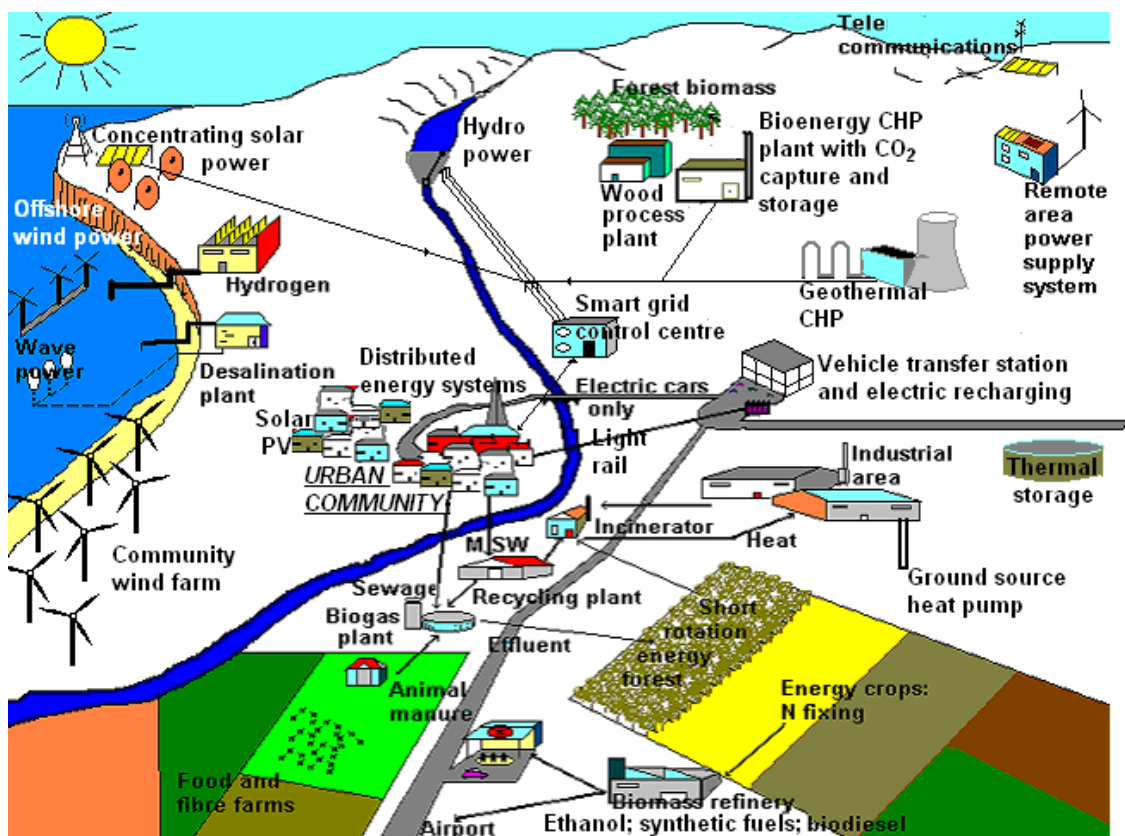 Tele
communications
Forest biomass
Concentrating solar
power
Hydro
power
Bioenergy CHP
plant with CO₂
capture and
storage
Wood
process
plant
Remote
area
power
supply
system
Offshore
wind power
Hydrogen
Geothermal
CHP
Smart grid
control centre
Wave
power
Desalination
plant
Distributed
energy systems
Vehicle transfer station
and electric recharging
Electric cars
only
Solar
PV
Light
rail
URBAN
COMMUNITY
Industrial
area
Thermal
storage
Incinerator
Heat
MSW
Community
wind farm
Ground source
heat pump
Sewage
Recycling plant
Biogas
plant
Effluent
Short
rotation
energy
forest
Animal
manure
Energy crops:
N fixing
Food and
fibre farms
Biomass refinery
Ethanol; synthetic fuels; biodiesel
Airport